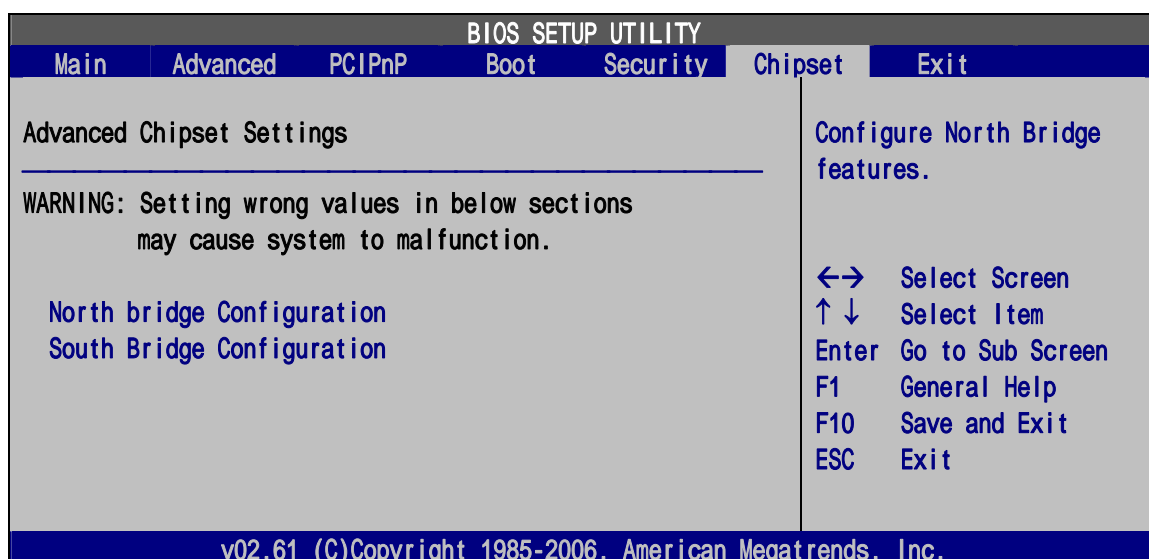 BIOS SETUP UTILITY
Main Advanced PCIPnP Boot Security Chipset Exit
Advanced Chipset Settings
WARNING: Setting wrong values in below sections
may cause system to malfunction.
North bridge Configuration
South Bridge Configuration
Configure North Bridge
features.
←→ Select Screen
↑↓ Select Item
Enter Go to Sub Screen
F1 General Help
F10 Save and Exit
ESC Exit
v02.61 (C)Copyright 1985-2006, American Megatrends, Inc.